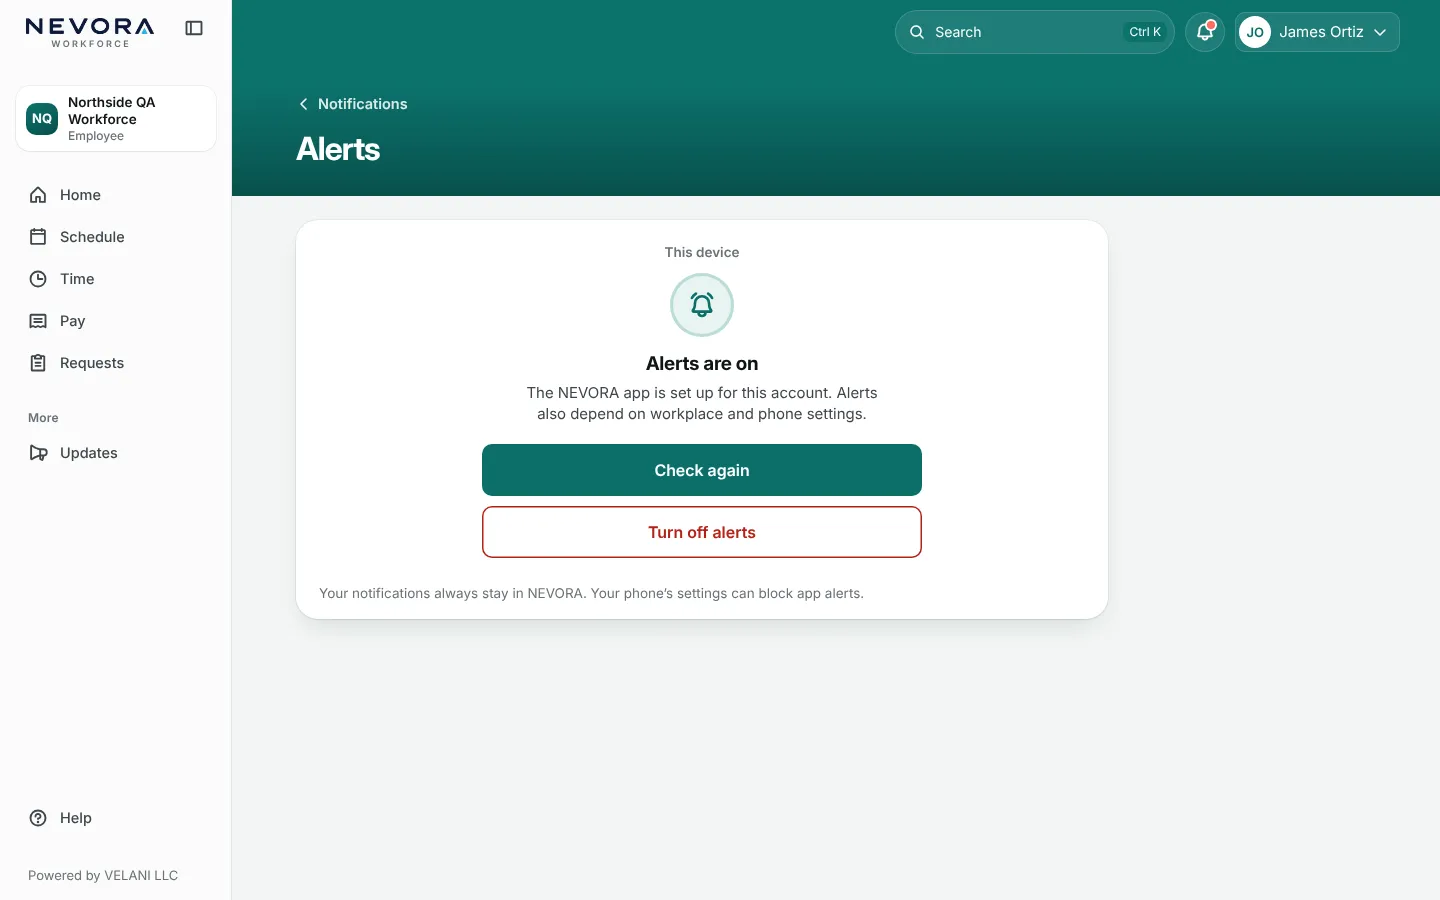 NEVORA
WORKFORCE
NQ
Northside QA
Workforce
Employee
Home
Schedule
Time
Pay
Requests
More
Updates
Help
Powered by VELANI LLC
Search
Ctrl K
JO
James Ortiz
Notifications
Alerts
This device
Alerts are on
The NEVORA app is set up for this account. Alerts
also depend on workplace and phone settings.
Check again
Turn off alerts
Your notifications always stay in NEVORA. Your phone’s settings can block app alerts.